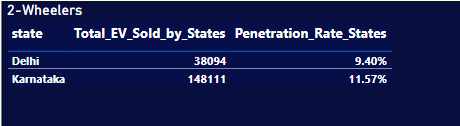 2-Wheelers
state Total_EV_Sold_by_States Penetration_Rate_States
Delhi 38094 9.40%
Karnataka 148111 11.57%